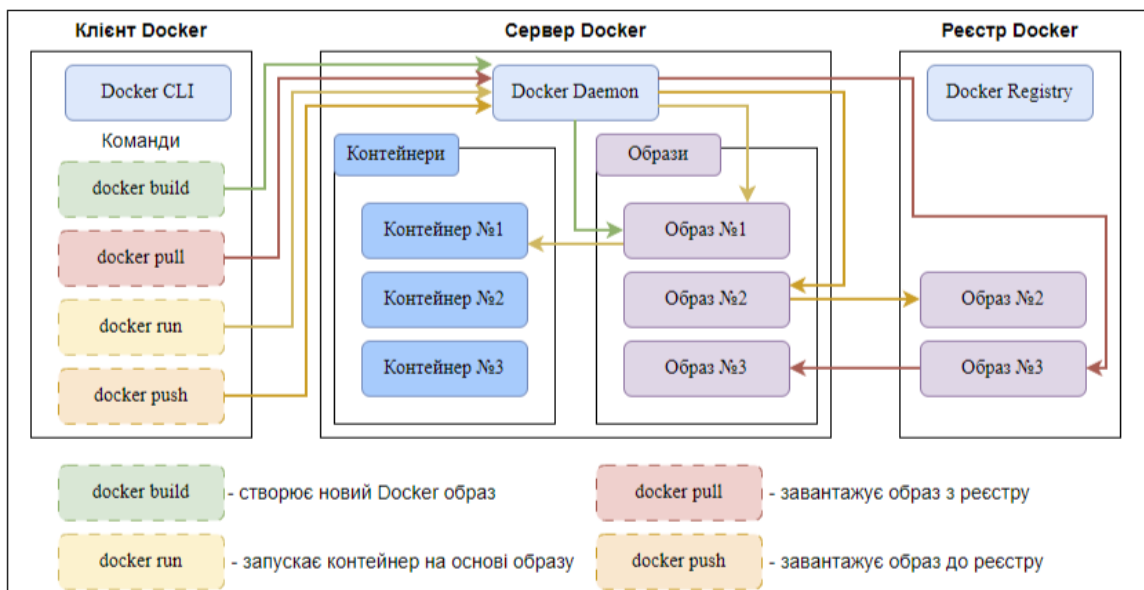 Клієнт Docker
Сервер Docker
Реєстр Docker
Docker CLI
Docker Daemon
Docker Registry
Команди
Контейнери
Образи
docker build
docker pull
docker run
docker push
Контейнер №1
Контейнер №2
Контейнер №3
Образ №1
Образ №2
Образ №3
Образ №2
Образ №3
docker build - створює новий Docker образ
docker pull - завантажує образ з реєстру
docker run - запускає контейнер на основі образу
docker push - завантажує образ до реєстру